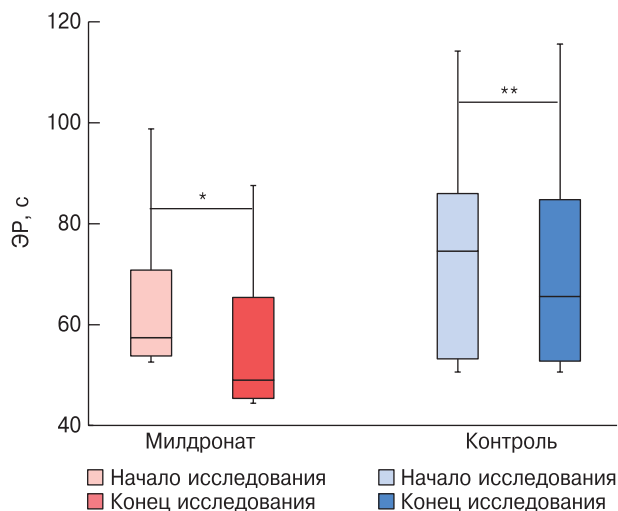 120
100
80
60
40
ЭР, с
*
**
Милдронат
Контроль
Начало исследования
Конец исследования
Начало исследования
Конец исследования